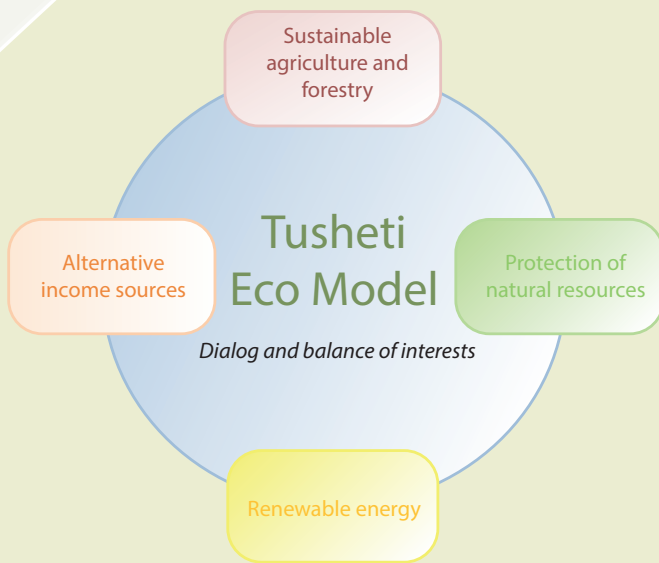 Sustainable
agriculture and
forestry
Tusheti
Eco Model
Dialog and balance of interests
Alternative
income sources
Protection of
natural resources
Renewable energy